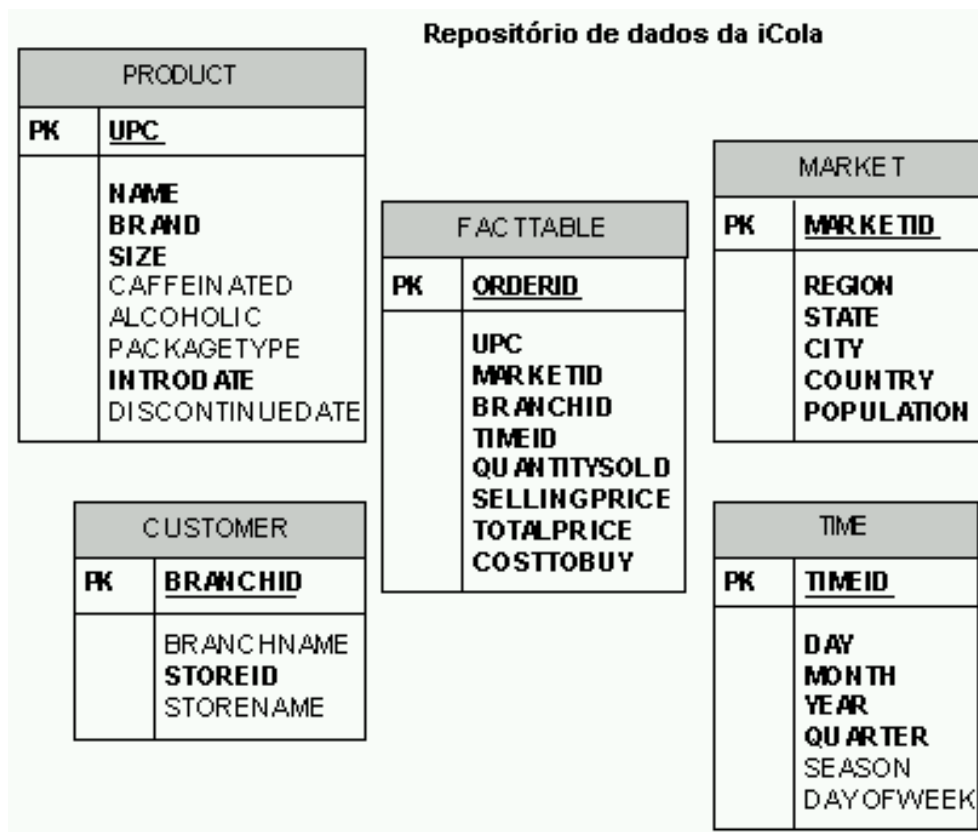 Repositório de dados da iCola
PRODUCT
PK UPC
NAME
BRAND
SIZE
CAFFEINATED
ALCOHOLIC
PACKAGETYPE
INTRODATE
DISCONTINUEDATE
FACTTABLE
PK ORDERID
UPC
MARKETID
BRANCHID
TIMEID
QUANTITYSOLD
SELLINGPRICE
TOTALPRICE
COSTTOBUY
MARKET
PK MARKETID
REGION
STATE
CITY
COUNTRY
POPULATION
CUSTOMER
PK BRANCHID
BRANCHNAME
STOREID
STORENAME
TIME
PK TIMEID
DAY
MONTH
YEAR
QUARTER
SEASON
DAYOFWEEK